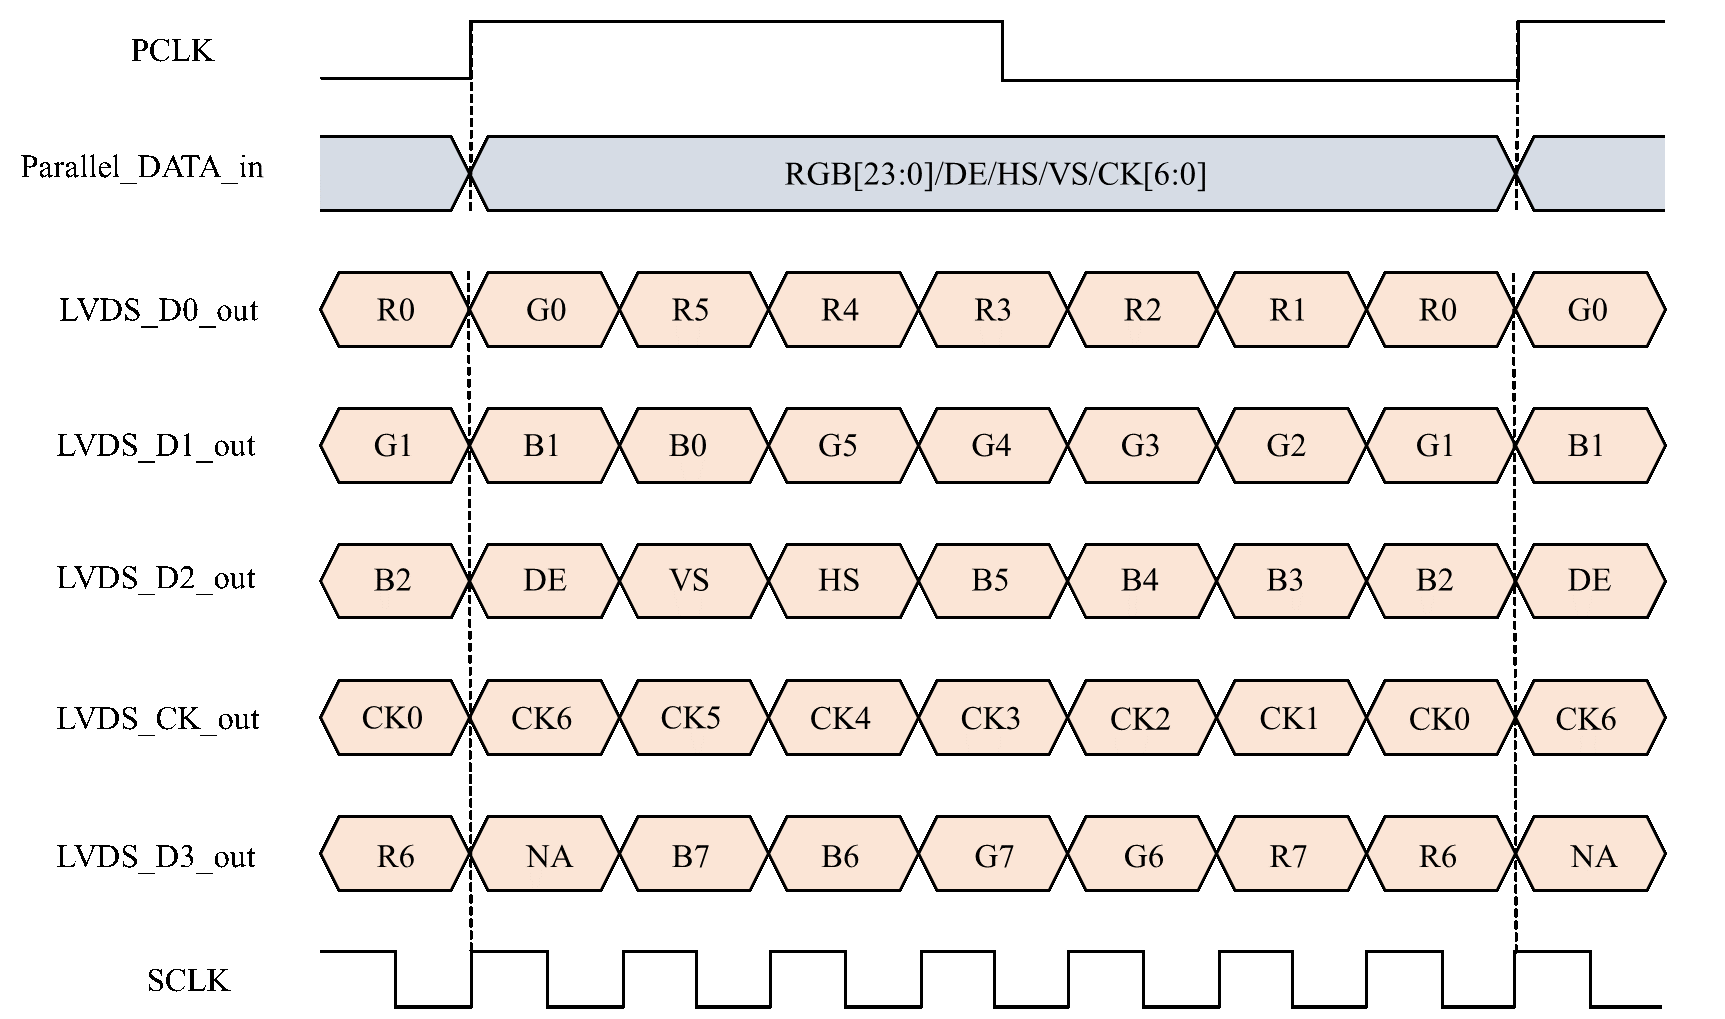 PCLK
Parallel_DATA_in RGB[23:0]/DE/HS/VS/CK[6:0]
LVDS_D0_out R0 G0 R5 R4 R3 R2 R1 R0 G0
LVDS_D1_out G1 B1 B0 G5 G4 G3 G2 G1 B1
LVDS_D2_out B2 DE VS HS B5 B4 B3 B2 DE
LVDS_CK_out CK0 CK6 CK5 CK4 CK3 CK2 CK1 CK0 CK6
LVDS_D3_out R6 NA B7 B6 G7 G6 R7 R6 NA
SCLK